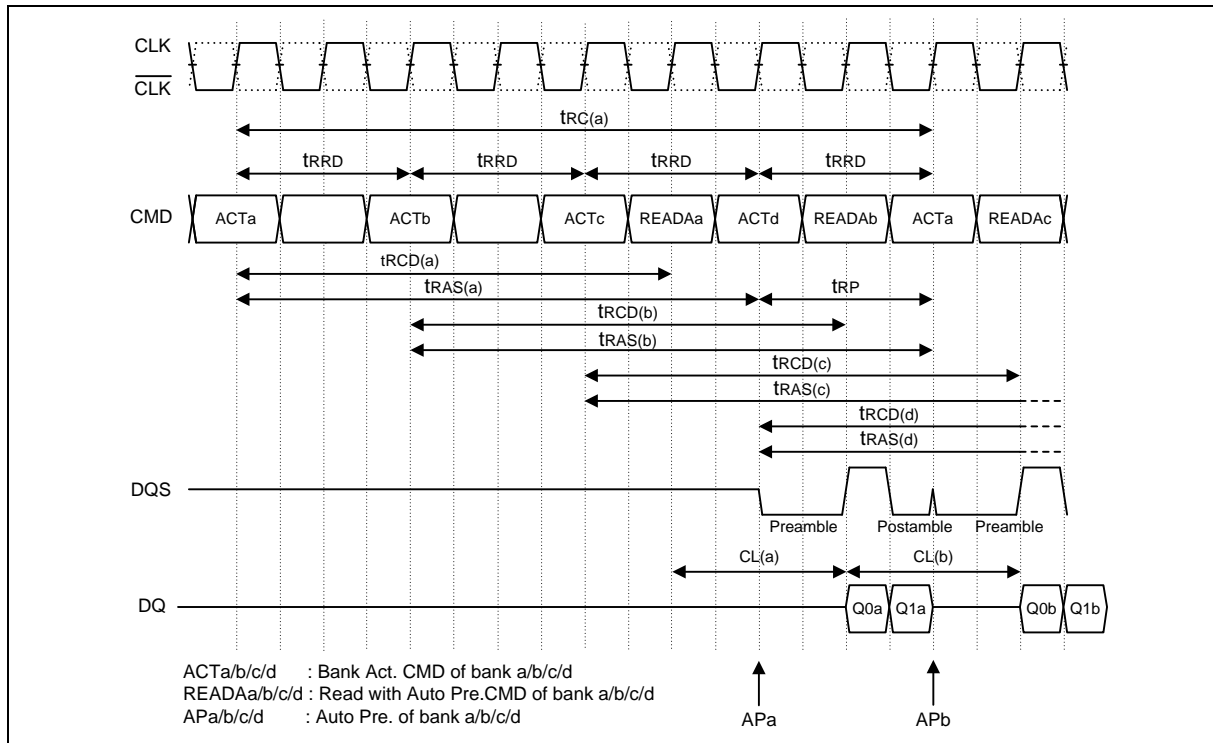 CLK
CLK
tRC(a)
tRRD tRRD tRRD tRRD
CMD ACTa ACTb ACTc READAa ACTd READAb ACTa READAc
tRCD(a)
tRAS(a) tRP
tRCD(b)
tRAS(b)
tRCD(c)
tRAS(c)
tRCD(d)
tRAS(d)
DQS
Preamble Postamble Preamble
CL(a) CL(b)
DQ Q0a Q1a Q0b Q1b
ACTa/b/c/d : Bank Act. CMD of bank a/b/c/d
READAa/b/c/d : Read with Auto Pre.CMD of bank a/b/c/d
APa/b/c/d : Auto Pre. of bank a/b/c/d
APa APb